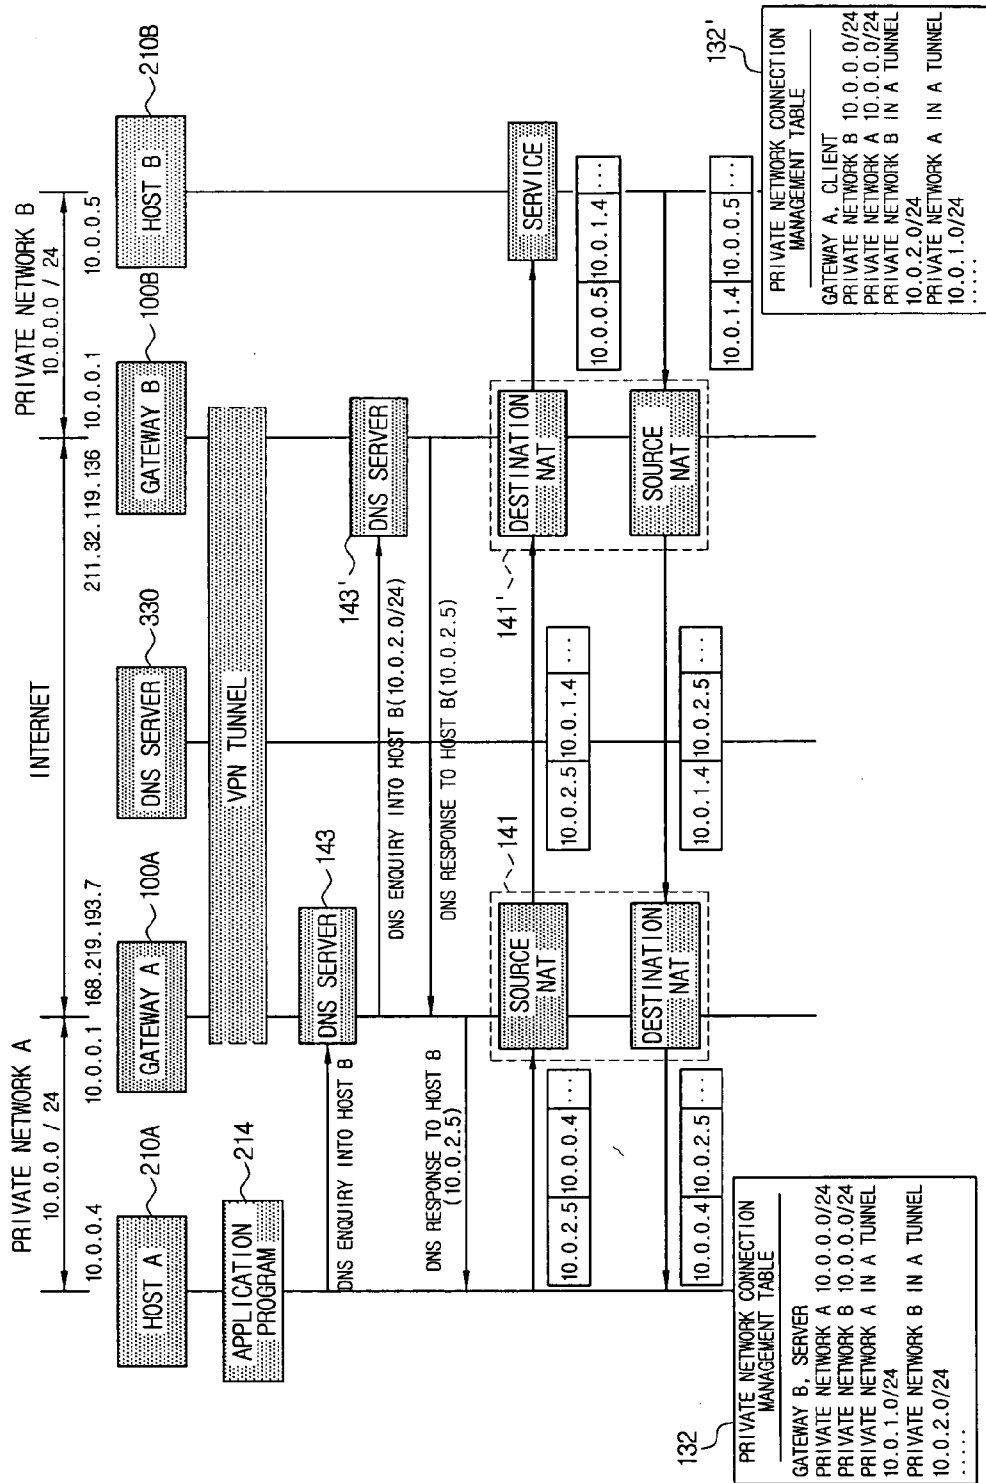 PRIVATE NETWORK A
10.0.0.0 / 24
INTERNET
PRIVATE NETWORK B
10.0.0.0 / 24
10.0.0.4
10.0.0.1
168.219.193.7
211.32.119.136
10.0.0.1
10.0.0.5
HOST A
210A
GATEWAY A
100A
DNS SERVER
330
GATEWAY B
100B
HOST B
210B
APPLICATION
PROGRAM
214
VPN TUNNEL
DNS ENQUIRY INTO HOST B
DNS SERVER
143
DNS ENQUIRY INTO HOST B(10.0.2.0/24)
DNS SERVER
143'
DNS RESPONSE TO HOST B(10.0.2.5)
DNS RESPONSE TO HOST B
(10.0.2.5)
141
141'
SOURCE
NAT
DESTINATION
NAT
SERVICE
10.0.2.5 10.0.0.4 ...
10.0.2.5 10.0.1.4 ...
10.0.0.5 10.0.1.4 ...
DESTINATION
NAT
SOURCE
NAT
10.0.0.4 10.0.2.5 ...
10.0.1.4 10.0.2.5 ...
10.0.1.4 10.0.0.5 ...
132
PRIVATE NETWORK CONNECTION
MANAGEMENT TABLE
GATEWAY B, SERVER
PRIVATE NETWORK A 10.0.0.0/24
PRIVATE NETWORK B 10.0.0.0/24
PRIVATE NETWORK A IN A TUNNEL
10.0.1.0/24
PRIVATE NETWORK B IN A TUNNEL
10.0.2.0/24
.....
132'
PRIVATE NETWORK CONNECTION
MANAGEMENT TABLE
GATEWAY A, CLIENT
PRIVATE NETWORK B 10.0.0.0/24
PRIVATE NETWORK A 10.0.0.0/24
PRIVATE NETWORK B IN A TUNNEL
10.0.2.0/24
PRIVATE NETWORK A IN A TUNNEL
10.0.1.0/24
.....